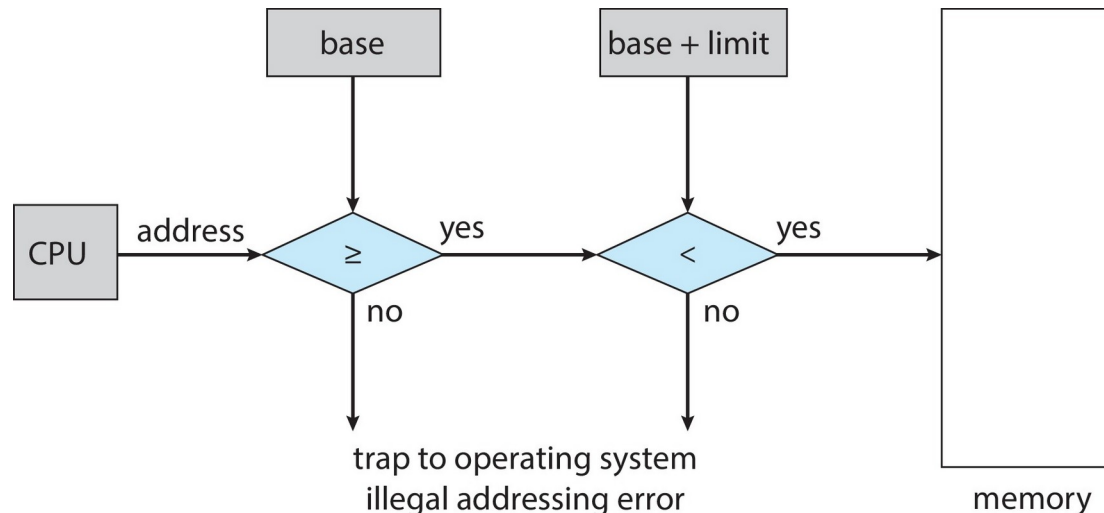 base
base + limit
CPU
address
≥
yes
<
yes
no
no
trap to operating system
illegal addressing error
memory